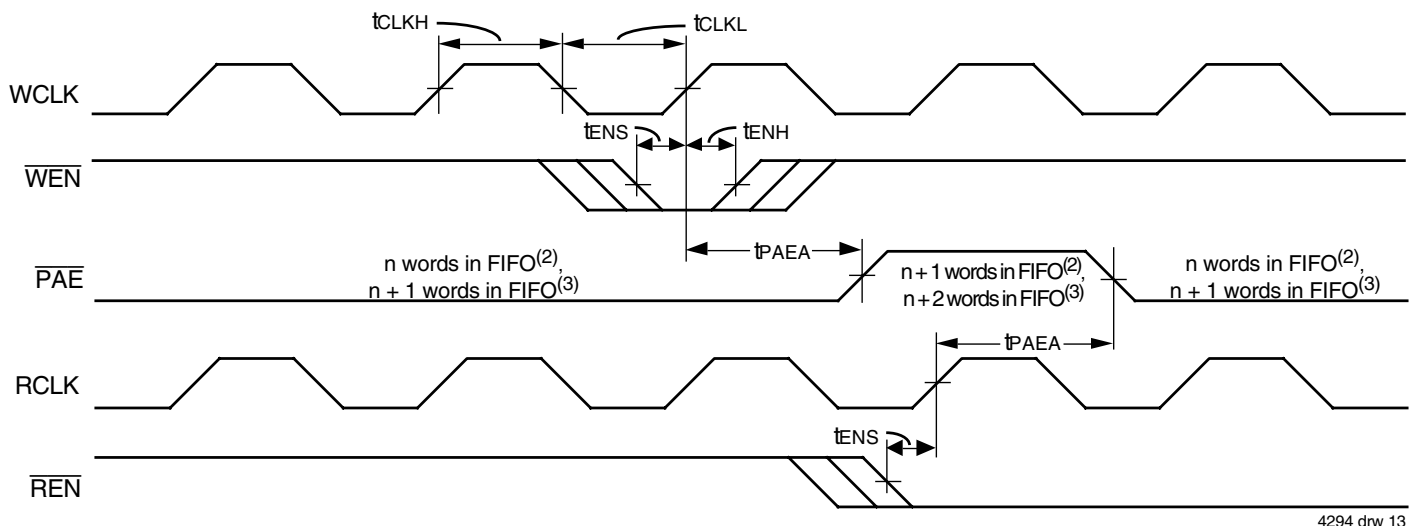 tCLKH
tCLKL
WCLK
tENS
tENH
WEN
tPAEA
PAE
n words in FIFO(2),
n + 1 words in FIFO(3)
n + 1 words in FIFO(2),
n + 2 words in FIFO(3)
n words in FIFO(2),
n + 1 words in FIFO(3)
tPAEA
RCLK
tENS
REN
4294 drw 13